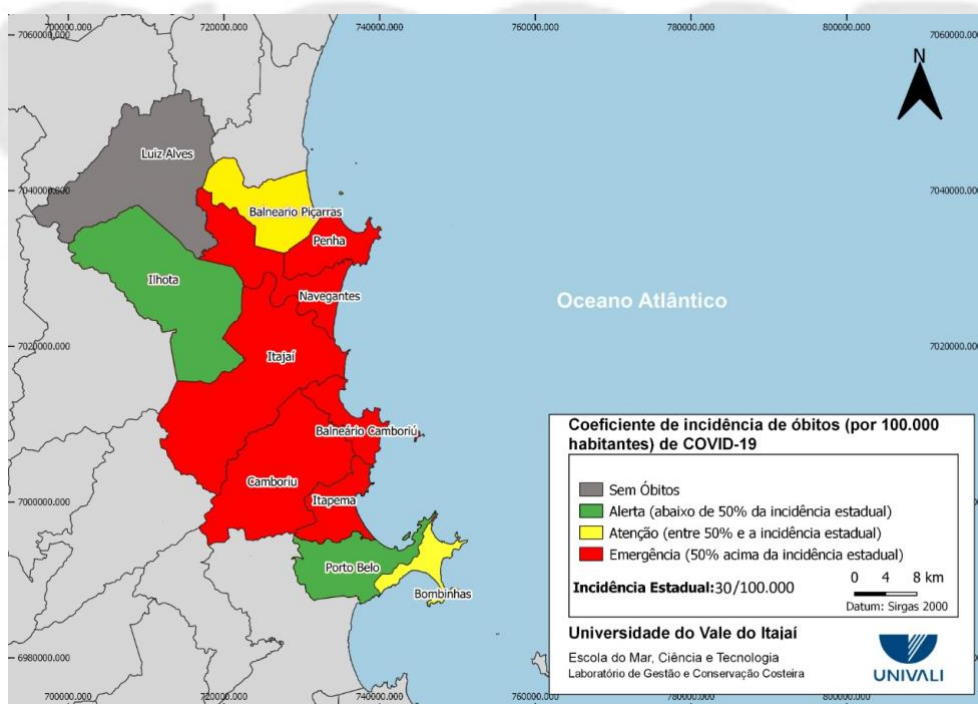 700000.000 720000.000 740000.000 760000.000 780000.000 800000.000
7060000.000 7060000.000
N
Luiz Alves
7040000.000 7040000.000
Balneario Piçarras
Penha
Ilhota
Navegantes
Oceano Atlântico
7020000.000 7020000.000
Itajaí
Balneário Camboriú
Camboriu
Itapema
7000000.000
Porto Belo
Bombinhas
6980000.000
700000.000 720000.000 740000.000 760000.000 780000.000 800000.000
Coeficiente de incidência de óbitos (por 100.000
habitantes) de COVID-19
Sem Óbitos
Alerta (abaixo de 50% da incidência estadual)
Atenção (entre 50% e a incidência estadual)
Emergência (50% acima da incidência estadual)
Incidência Estadual:30/100.000
0 4 8 km
Datum: Sirgas 2000
Universidade do Vale do Itajaí
Escola do Mar, Ciência e Tecnologia
Laboratório de Gestão e Conservação Costeira
UNIVALI